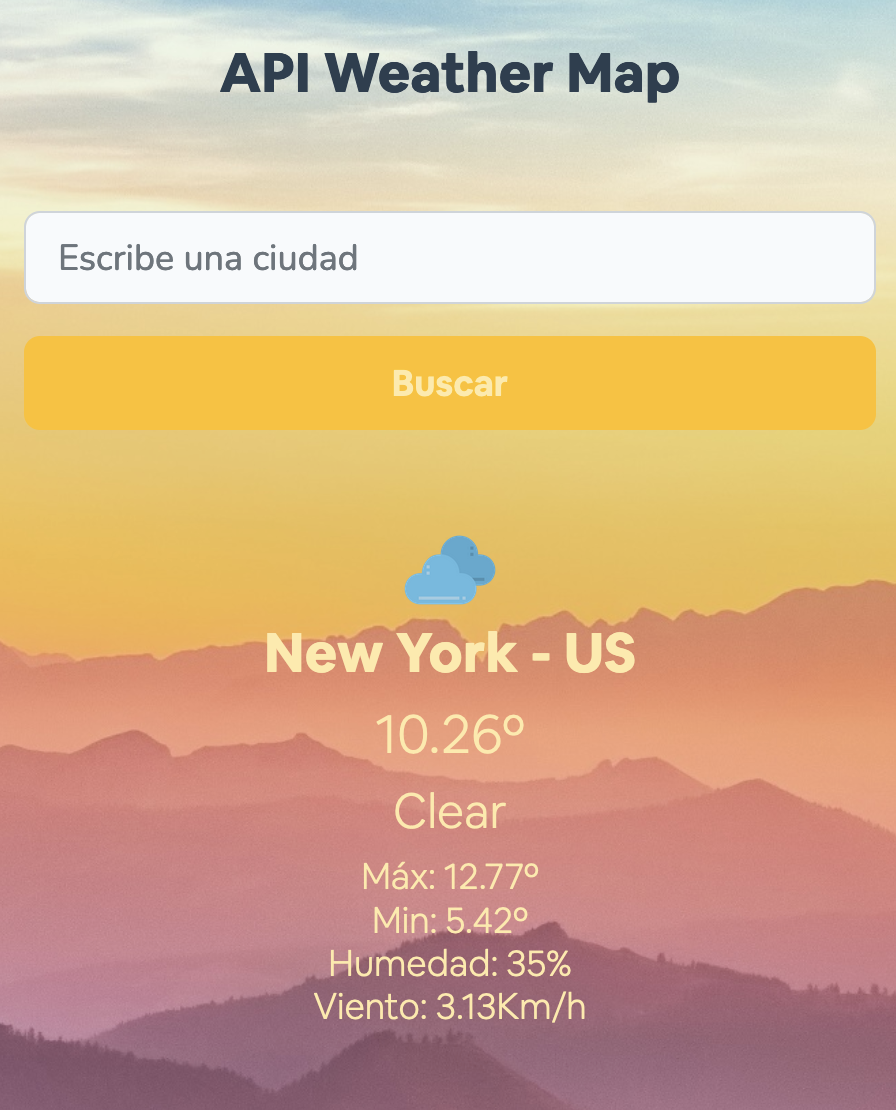 API Weather Map
Escribe una ciudad
Buscar
New York - US
10.26º
Clear
Máx: 12.77º
Min: 5.42º
Humedad: 35%
Viento: 3.13Km/h